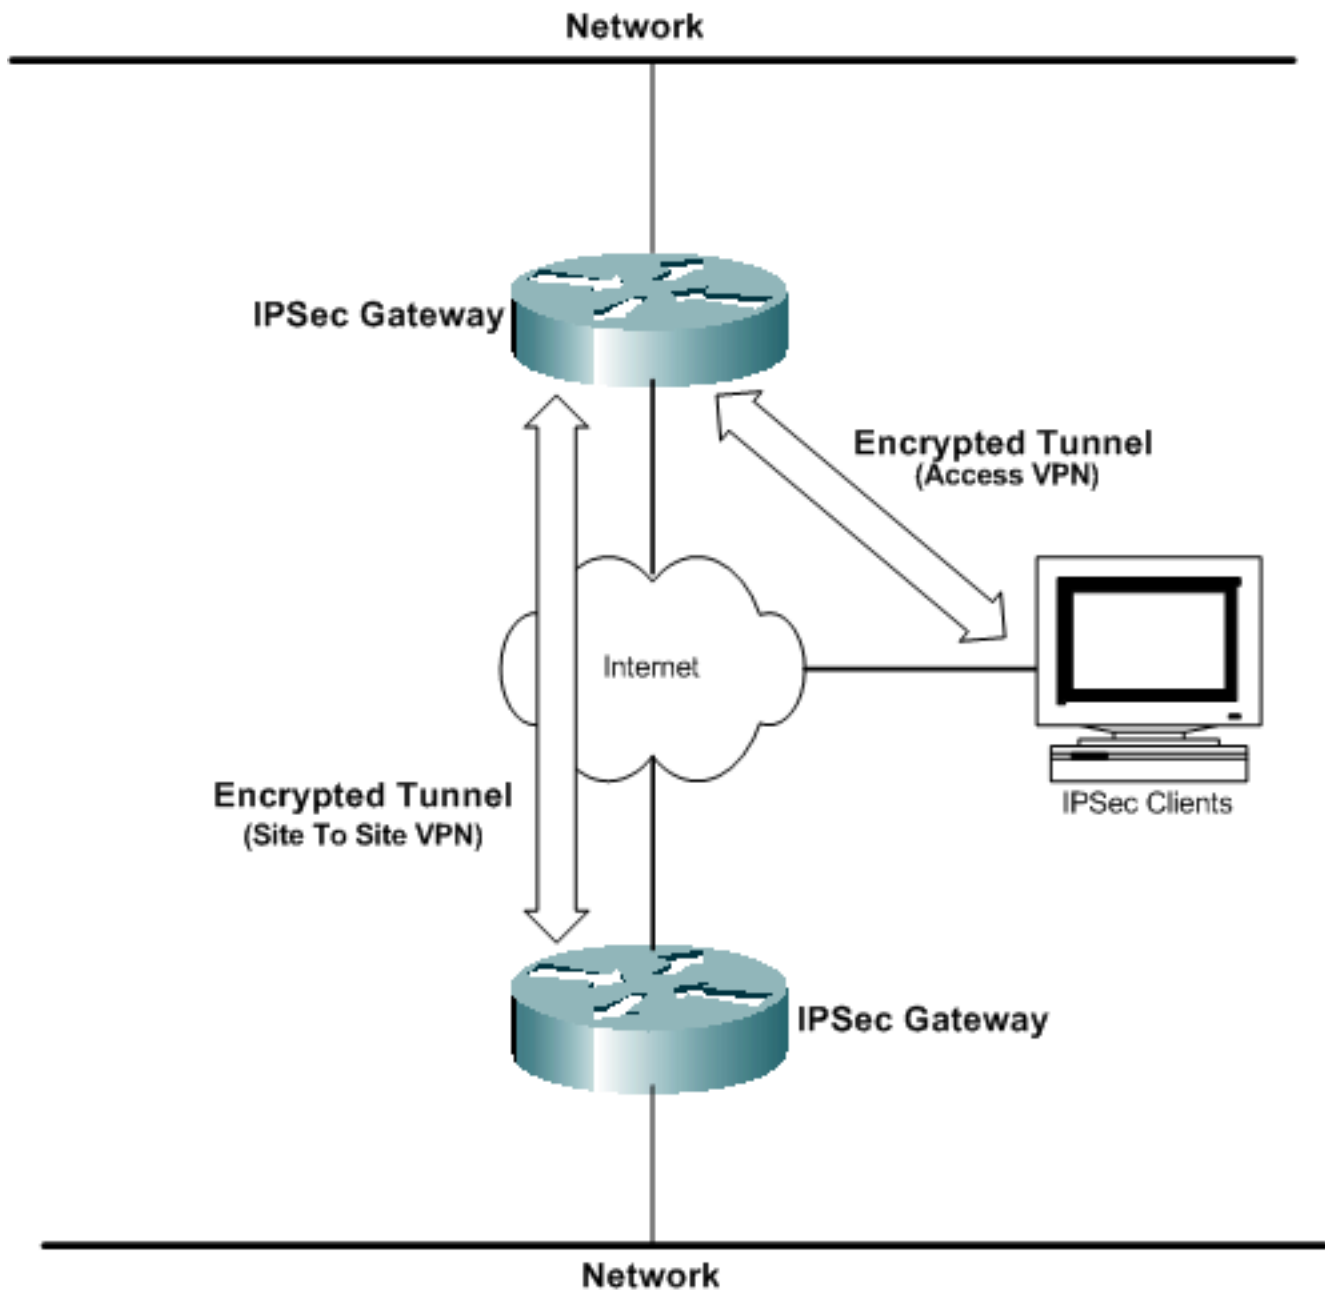 Network
IPSec Gateway
Encrypted Tunnel
(Access VPN)
Internet
IPSec Clients
Encrypted Tunnel
(Site To Site VPN)
IPSec Gateway
Network